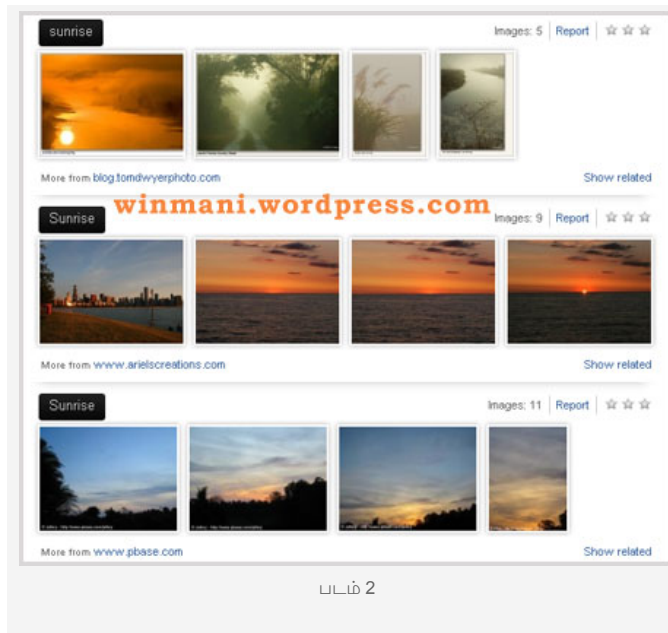 sunrise Images: 5 Report
More from blog.tomdwyerphoto.com Show related
winmani.wordpress.com
Sunrise Images: 9 Report
More from www.arielscreations.com Show related
Sunrise Images: 11 Report
More from www.pbase.com Show related
படம் 2